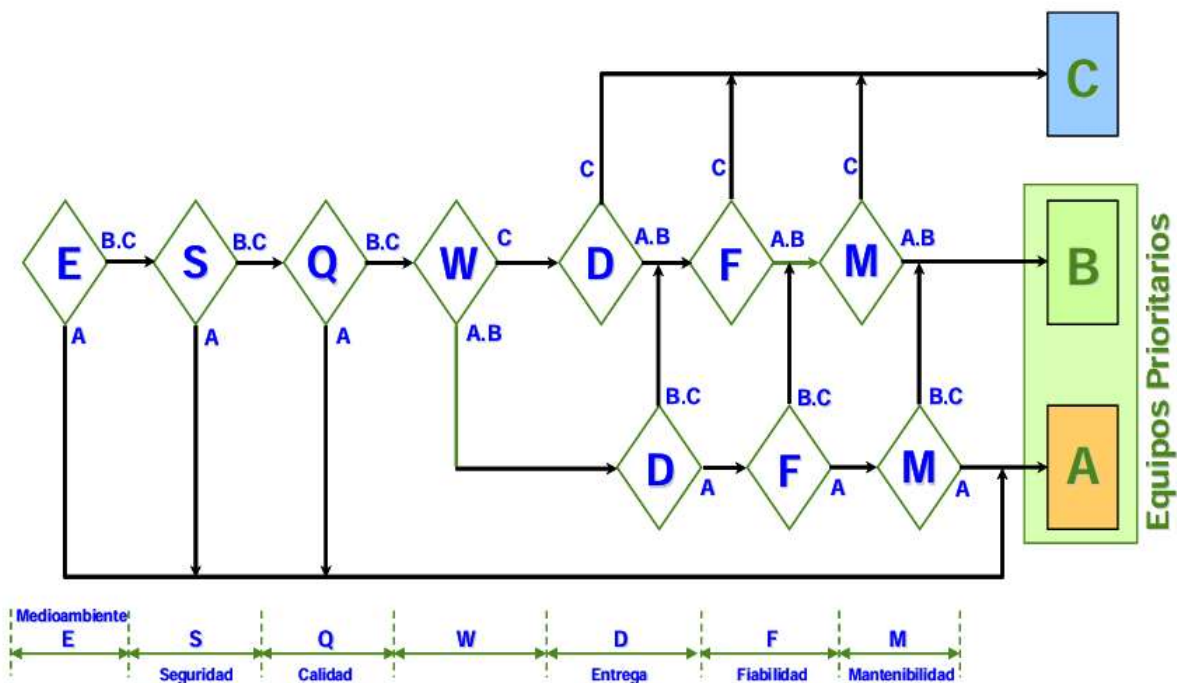 C
C
C
C
E
B.C
S
B.C
Q
B.C
W
C
D
A.B
F
A.B
M
A.B
B
A
A
A
A.B
B.C
B.C
B.C
D
A
F
A
M
A
A
Equipos Prioritarios
Medioambiente
E
S
Q
W
D
F
M
Seguridad
Calidad
Entrega
Fiabilidad
Mantenibilidad